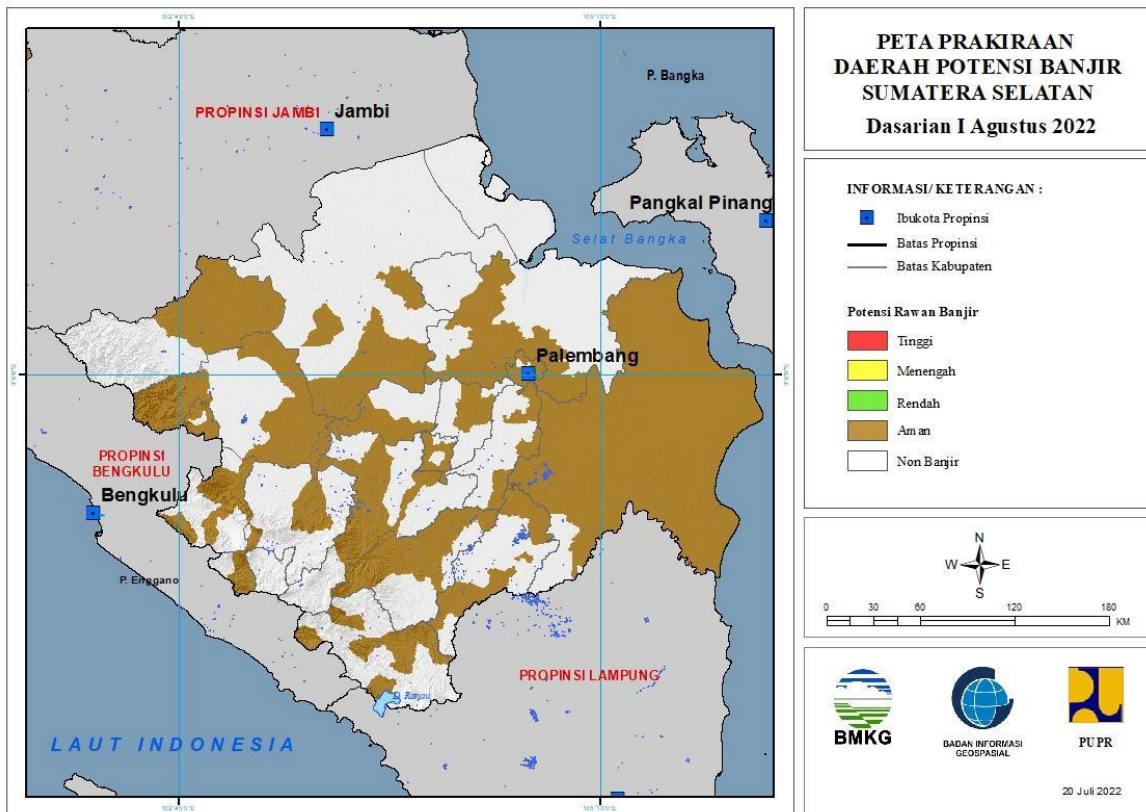 P. Bangka
PROPINSI JAMBI
Jambi
Pangkal Pinang
Selat Bangka
Palembang
PROPINSI
BENGKULU
Bengkulu
P. Enggano
PROPINSI LAMPUNG
D. Ranau
LAUT INDONESIA
PETA PRAKIRAAN
DAERAH POTENSI BANJIR
SUMATERA SELATAN
Dasarian I Agustus 2022
INFORMASI/ KETERANGAN :
Ibukota Propinsi
Batas Propinsi
Batas Kabupaten
Potensi Rawan Banjir
Tinggi
Menengah
Rendah
Aman
Non Banjir
N
W E
S
0 30 60 120 180
KM
BMKG
BADAN INFORMASI
GEOSPASIAL
PUPR
20 Juli 2022